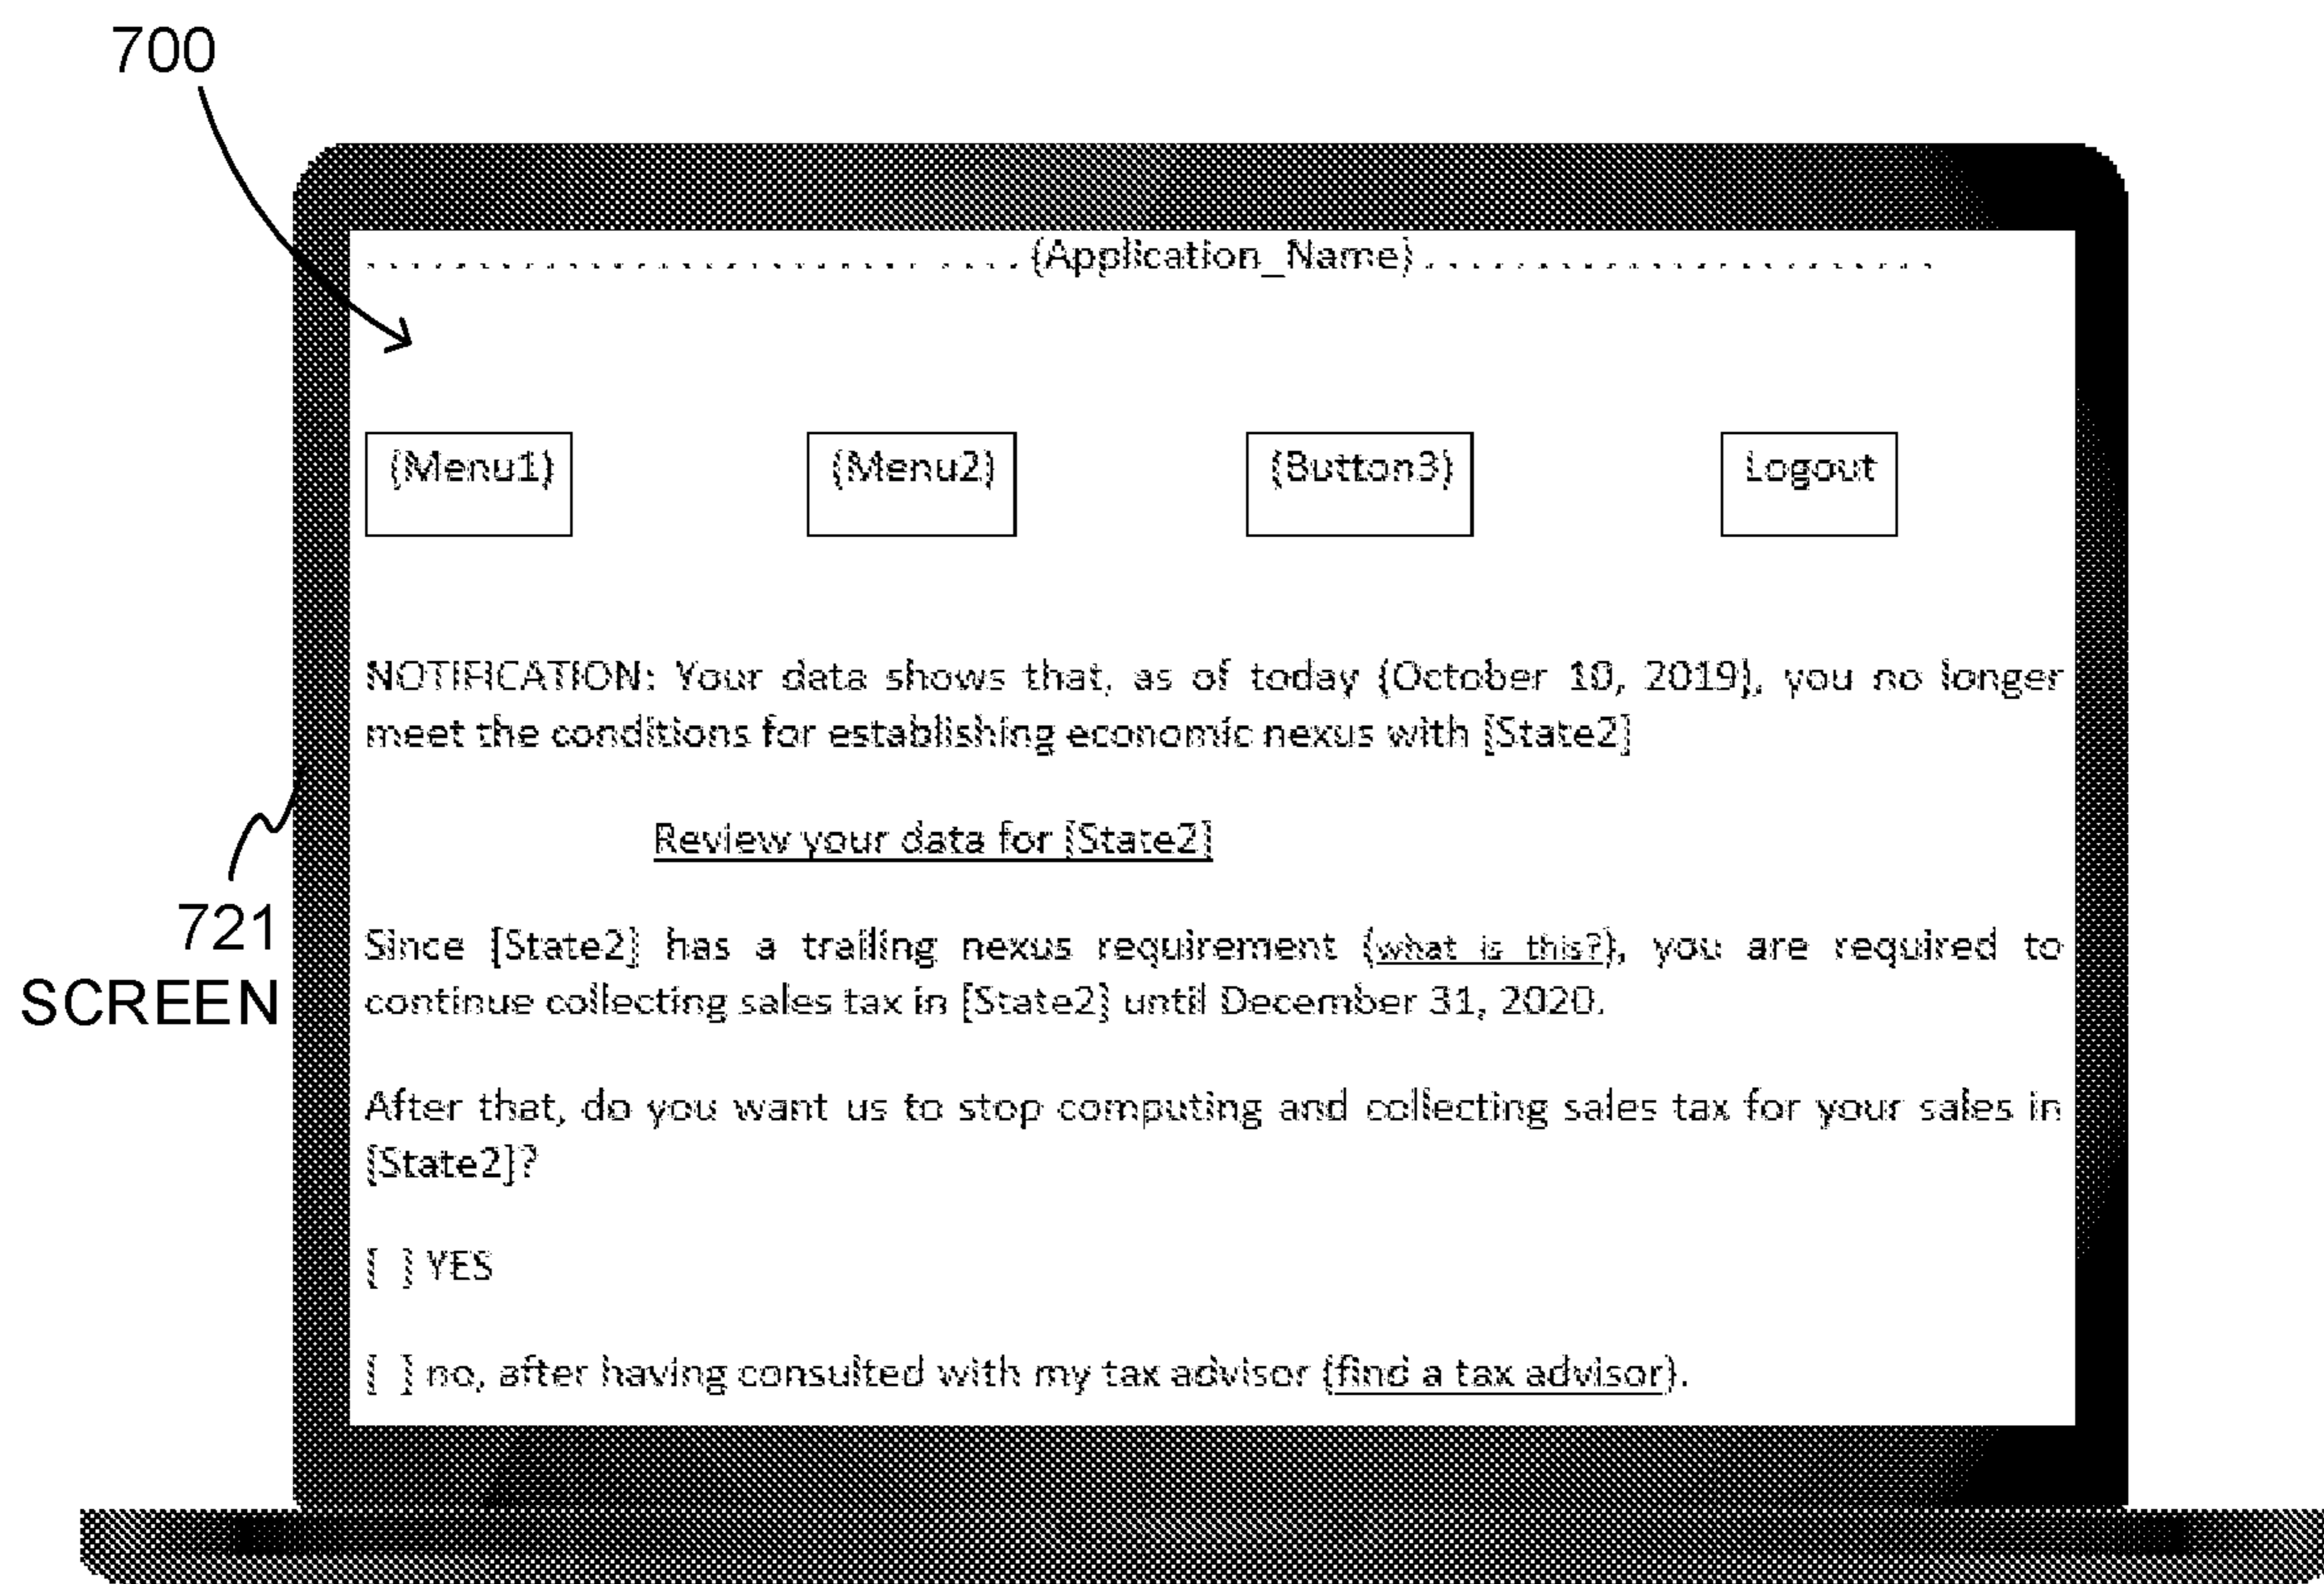 700
(Application_Name)
(Menu1) (Menu2) (Button3) Logout
NOTIFICATION: Your data shows that, as of today (October 10, 2019), you no longer
meet the conditions for establishing economic nexus with [State2]
Review your data for [State2]
721
SCREEN
Since [State2] has a trailing nexus requirement (what is this?), you are required to
continue collecting sales tax in [State2] until December 31, 2020.
After that, do you want us to stop computing and collecting sales tax for your sales in
[State2]?
[ ] YES
[ ] no, after having consulted with my tax advisor (find a tax advisor).